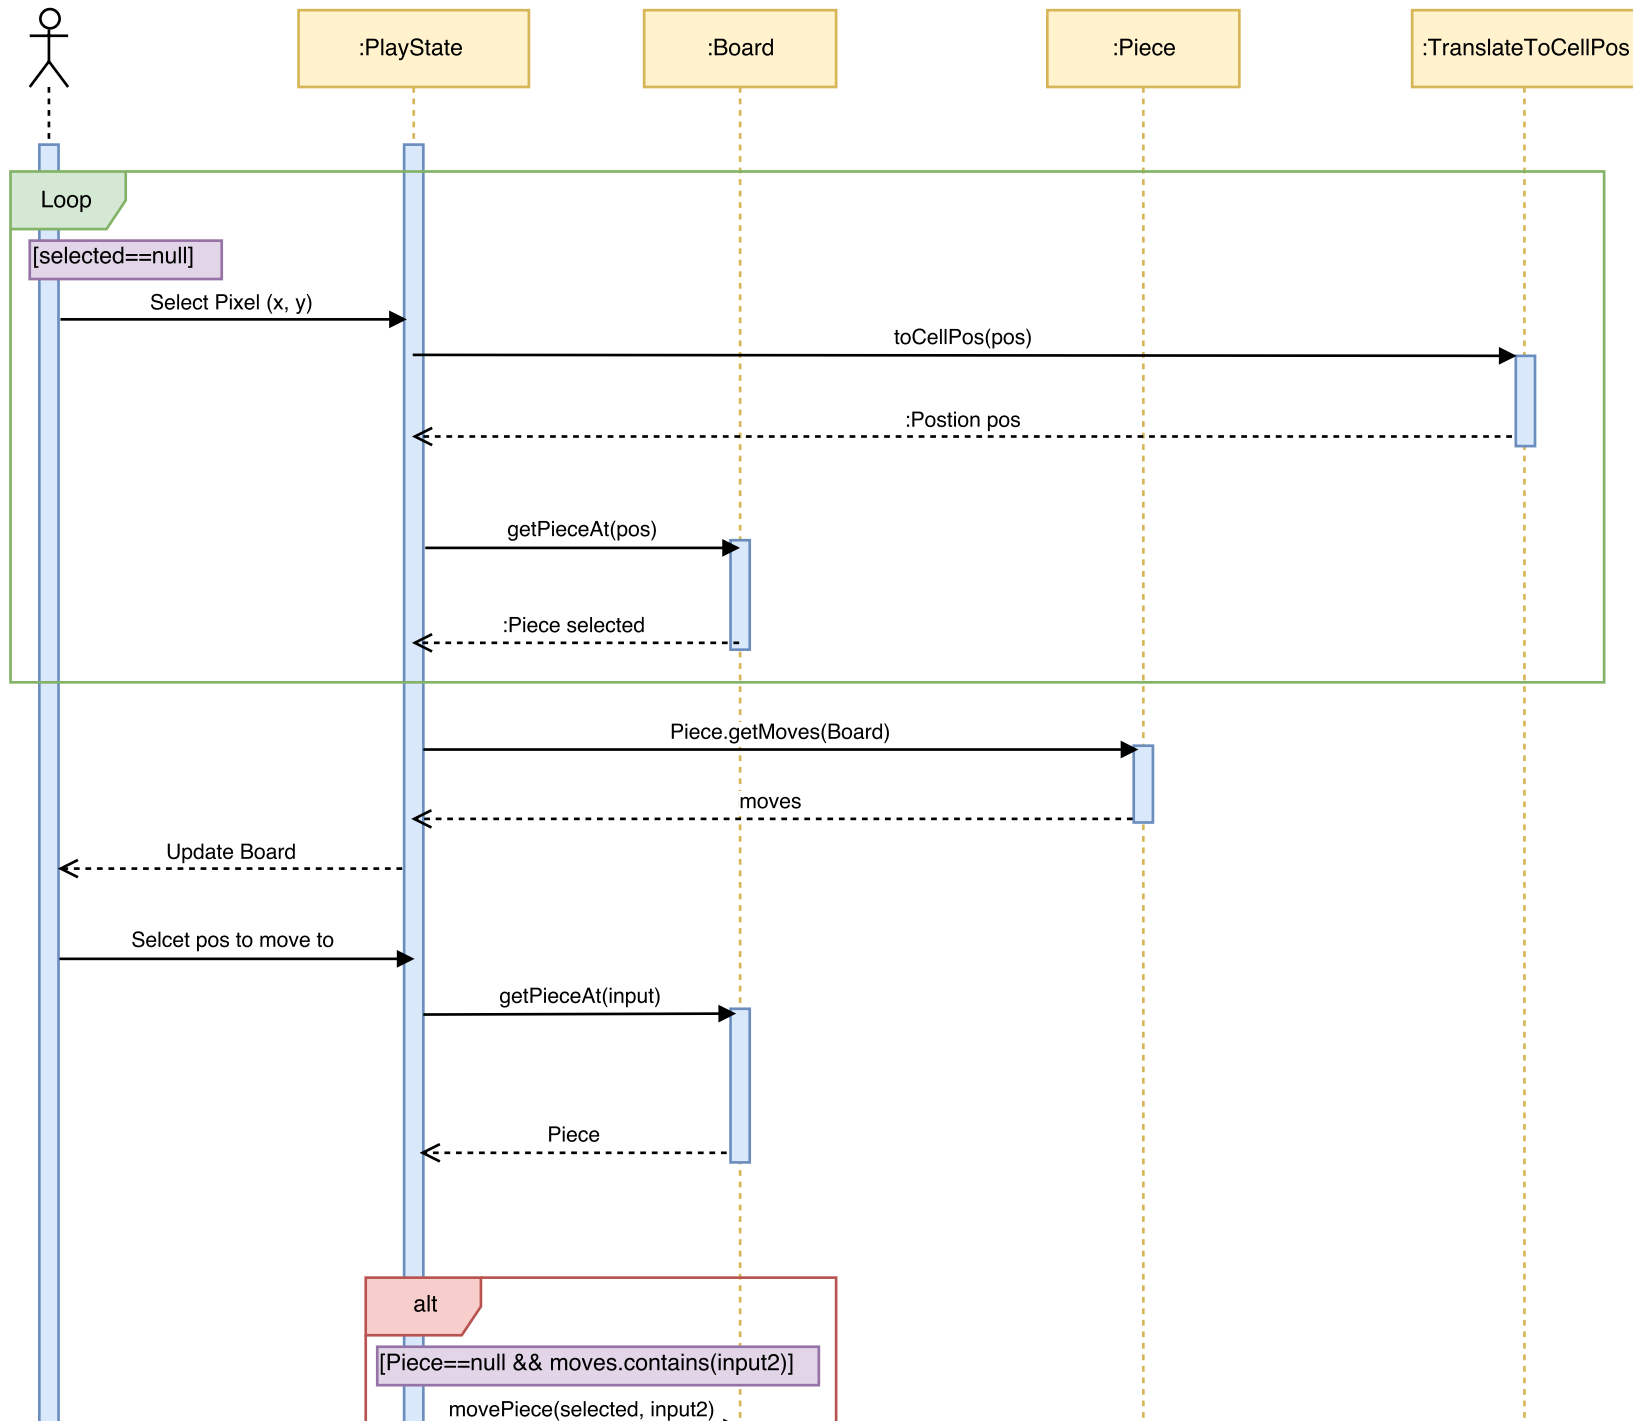 :PlayState
:Board
:Piece
:TranslateToCellPos
Loop
[selected==null]
Select Pixel (x, y)
toCellPos(pos)
:Postion pos
getPieceAt(pos)
:Piece selected
Piece.getMoves(Board)
moves
Update Board
Selcet pos to move to
getPieceAt(input)
Piece
alt
[Piece==null && moves.contains(input2)]
movePiece(selected, input2)